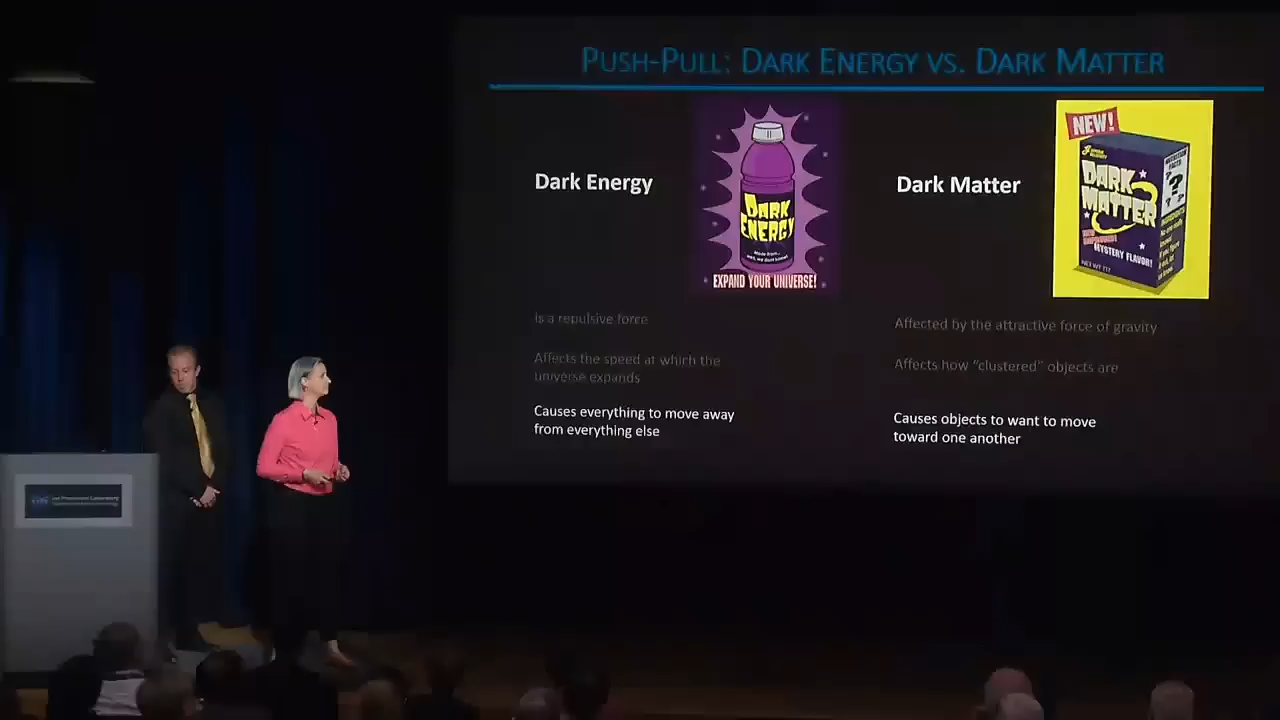 PUSH-PULL: DARK ENERGY VS. DARK MATTER
Dark Energy
DARK
ENERGY
EXPAND YOUR UNIVERSE!
Is a repulsive force
Affects the speed at which the
universe expands
Causes everything to move away
from everything else
Dark Matter
NEW!
DARK
MATTER
MYSTERY FLAVOR!
?
Affected by the attractive force of gravity
Affects how “clustered” objects are
Causes objects to want to move
toward one another
Jet Propulsion Laboratory